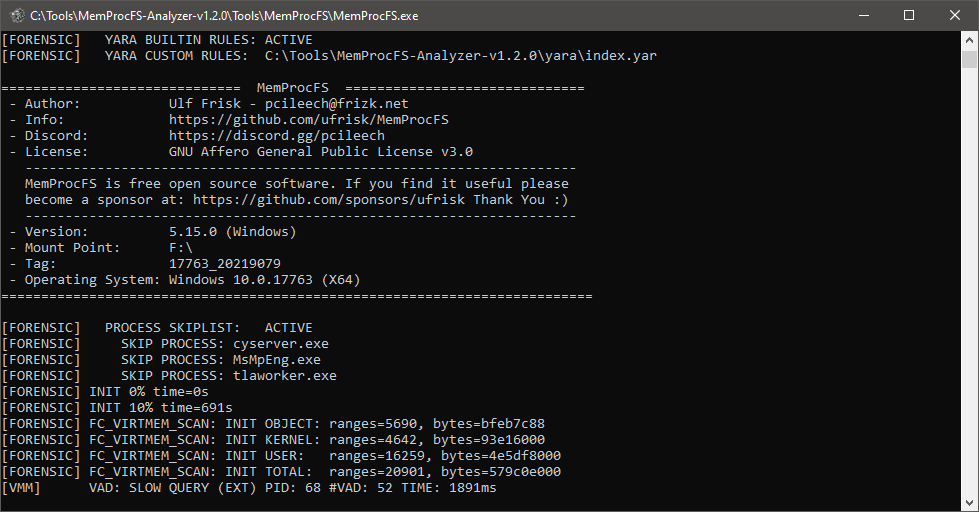 C:\Tools\MemProcFS-Analyzer-v1.2.0\Tools\MemProcFS\MemProcFS.exe
[FORENSIC]   YARA BUILTIN RULES: ACTIVE
[FORENSIC]   YARA CUSTOM RULES:  C:\Tools\MemProcFS-Analyzer-v1.2.0\yara\index.yar
==============================  MemProcFS  ==============================
 - Author:           Ulf Frisk - pcileech@frizk.net
 - Info:             https://github.com/ufrisk/MemProcFS
 - Discord:          https://discord.gg/pcileech
 - License:          GNU Affero General Public License v3.0
   ---------------------------------------------------------------------
   MemProcFS is free open source software. If you find it useful please
   become a sponsor at: https://github.com/sponsors/ufrisk Thank You :)
   ---------------------------------------------------------------------
 - Version:          5.15.0 (Windows)
 - Mount Point:      F:\
 - Tag:              17763_20219079
 - Operating System: Windows 10.0.17763 (X64)
==========================================================================
[FORENSIC]   PROCESS SKIPLIST:   ACTIVE
[FORENSIC]     SKIP PROCESS: cyserver.exe
[FORENSIC]     SKIP PROCESS: MsMpEng.exe
[FORENSIC]     SKIP PROCESS: tlaworker.exe
[FORENSIC] INIT 0% time=0s
[FORENSIC] INIT 10% time=691s
[FORENSIC] FC_VIRTMEM_SCAN: INIT OBJECT: ranges=5690, bytes=bfeb7c88
[FORENSIC] FC_VIRTMEM_SCAN: INIT KERNEL: ranges=4642, bytes=93e16000
[FORENSIC] FC_VIRTMEM_SCAN: INIT USER:   ranges=16259, bytes=4e5df8000
[FORENSIC] FC_VIRTMEM_SCAN: INIT TOTAL:  ranges=20901, bytes=579c0e000
[VMM]      VAD: SLOW QUERY (EXT) PID: 68 #VAD: 52 TIME: 1891ms